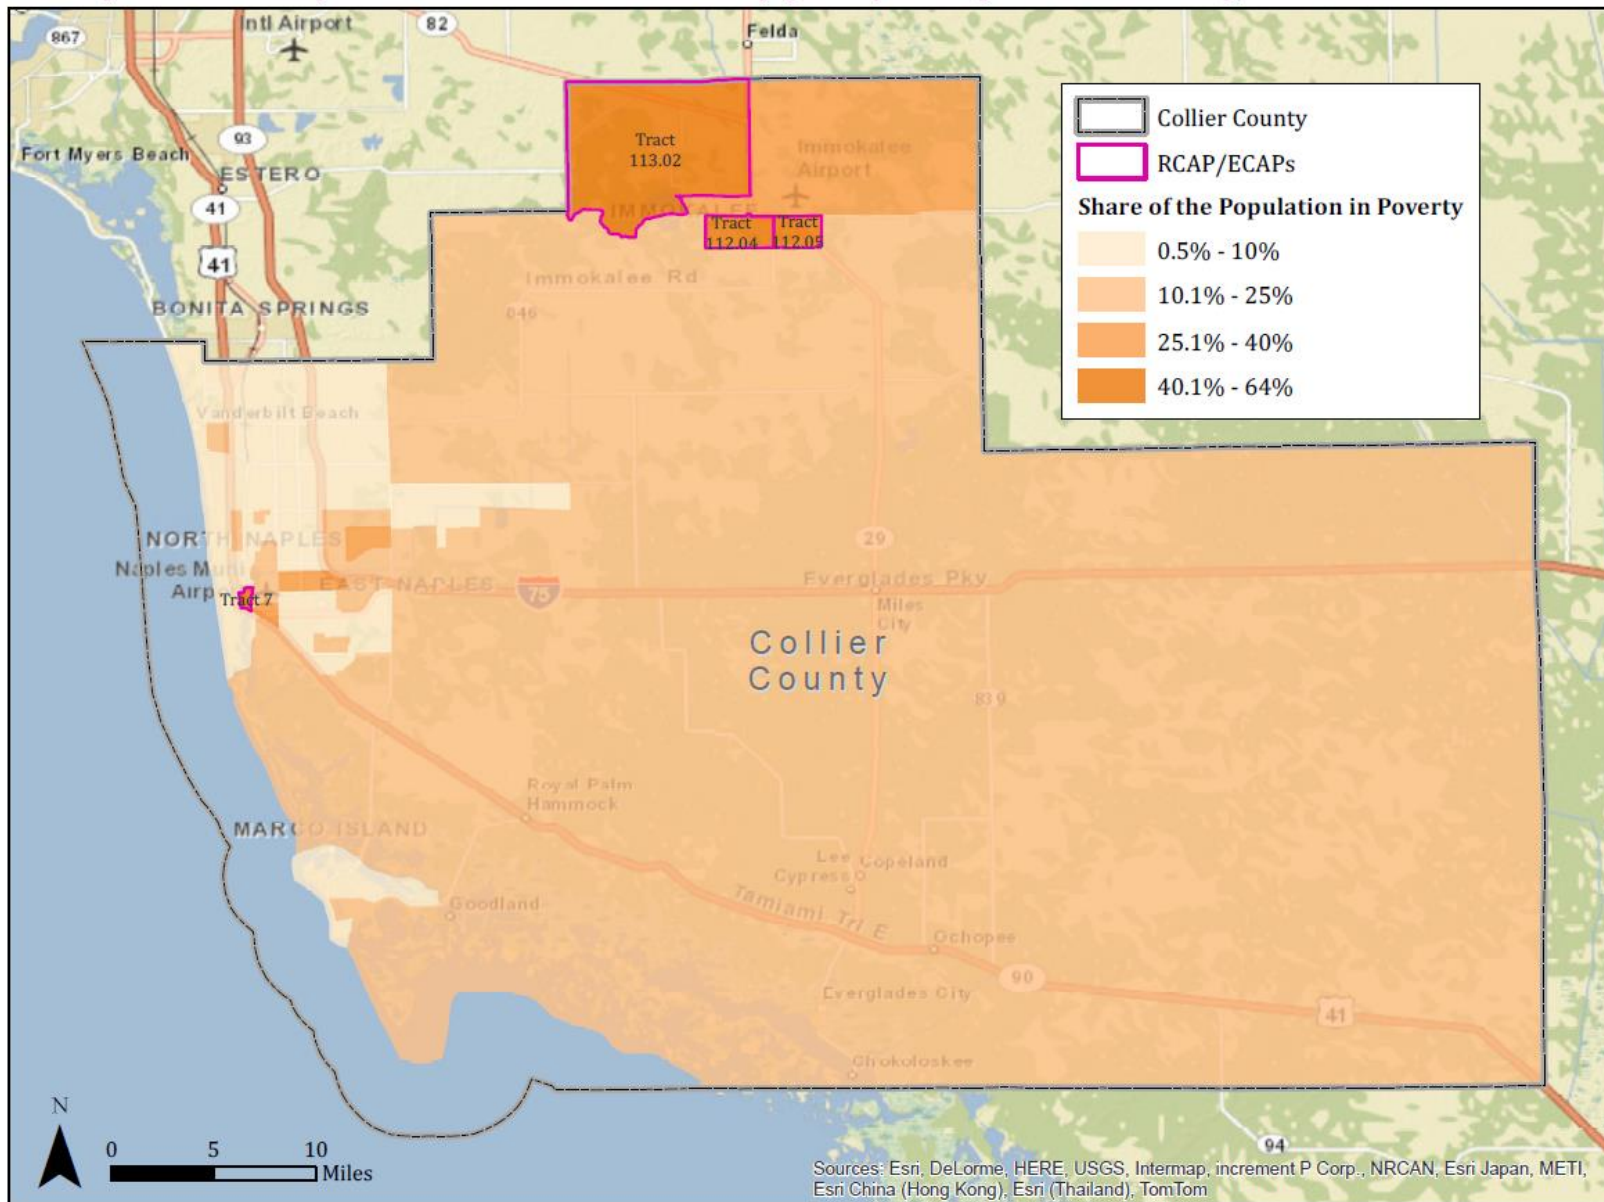 Intl Airport
82
Felda
867
93
Fort Myers Beach
ESTERO
41
41
BONITA SPRINGS
Tract
113.02
Immokalee
Airport
IMMOKALEE
Tract
112.04
Tract
112.05
Immokalee Rd
846
Collier County
RCAP/ECAPs
Share of the Population in Poverty
0.5% - 10%
10.1% - 25%
25.1% - 40%
40.1% - 64%
Vanderbilt Beach
NORTH NAPLES
Naples Muni
Airp
Tract 7
EAST NAPLES
75
29
Everglades Pky
Miles
City
Collier
County
839
Royal Palm
Hammock
MARCO ISLAND
Goodland
Lee
Cypress
Copeland
Tamiami Trl E
Ochopee
90
Everglades City
41
Chokoloskee
94
N
0 5 10
Miles
Sources: Esri, DeLorme, HERE, USGS, Intermap, increment P Corp., NRCAN, Esri Japan, METI,
Esri China (Hong Kong), Esri (Thailand), TomTom